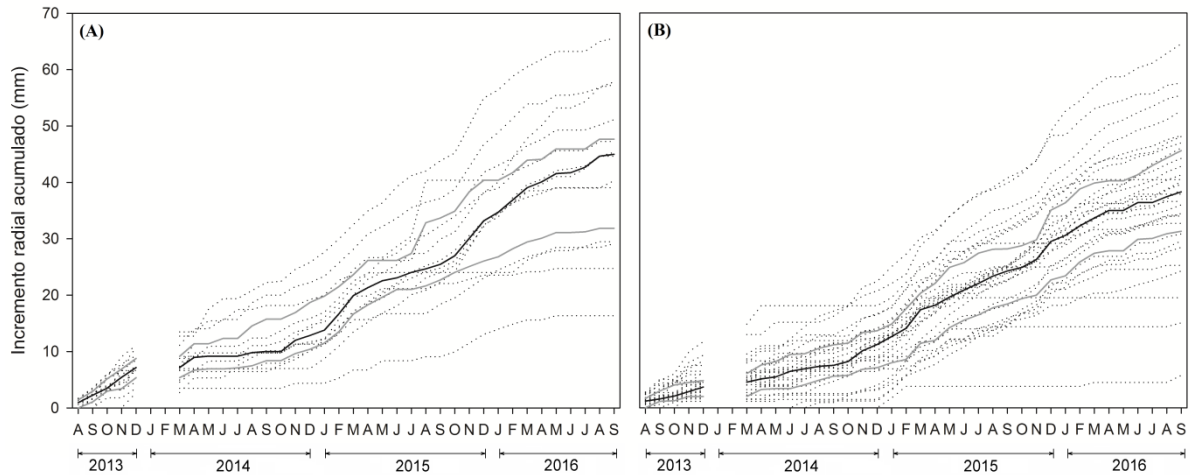 70
(A)
(B)
60
50
40
30
20
10
0
Incremento radial acumulado (mm)
A S O N D J F M A M J J A S O N D J F M A M J J A S O N D J F M A M J J A S
2013 2014 2015 2016
A S O N D J F M A M J J A S O N D J F M A M J J A S O N D J F M A M J J A S
2013 2014 2015 2016